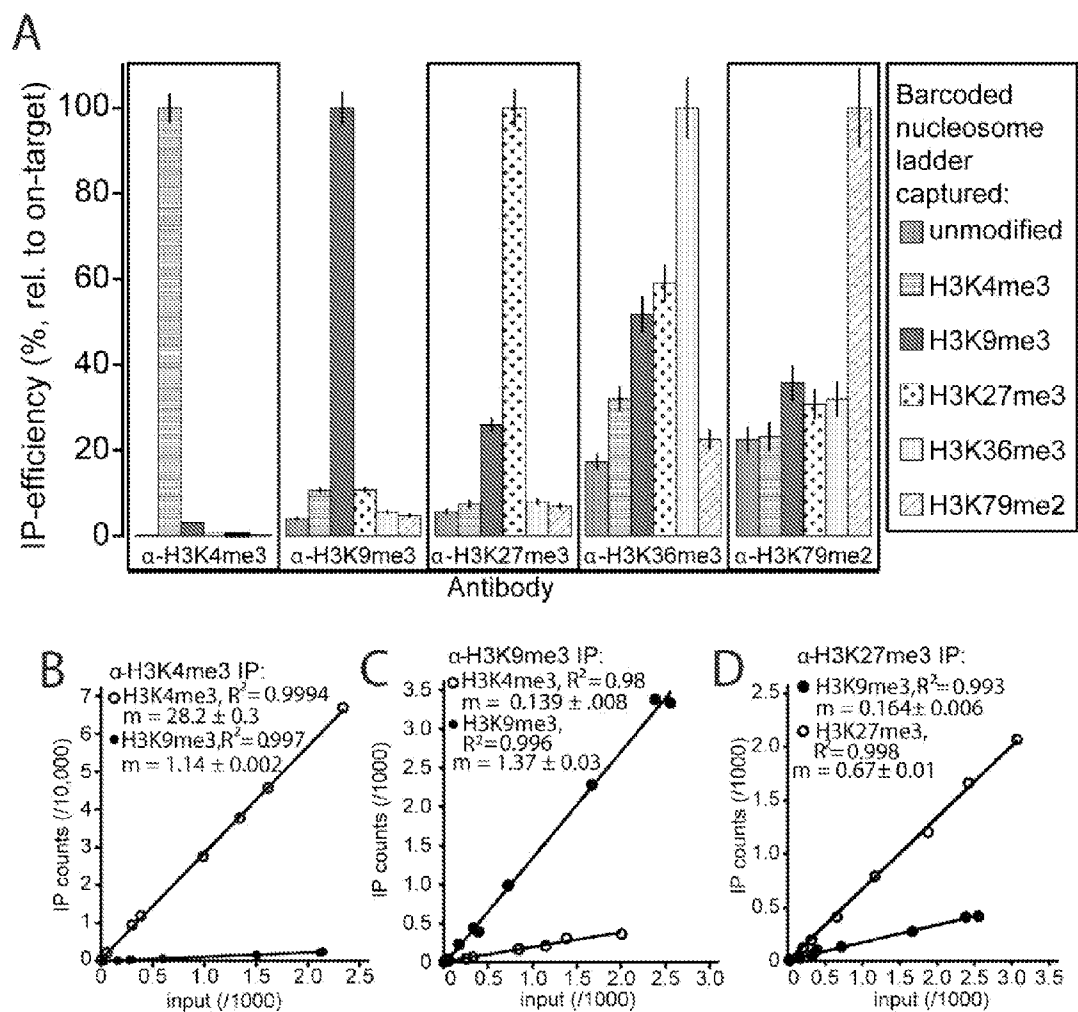 A
IP-efficiency (%, rel. to on-target)
100
80
60
40
20
0
α-H3K4me3
α-H3K9me3
α-H3K27me3
α-H3K36me3
α-H3K79me2
Antibody
Barcoded
nucleosome
ladder
captured:
unmodified
H3K4me3
H3K9me3
H3K27me3
H3K36me3
H3K79me2
B
α-H3K4me3 IP:
H3K4me3, R²=0.9994
m = 28.2 ± 0.3
H3K9me3,R²=0.997
m = 1.14 ± 0.002
IP counts (/10,000)
7
6
5
4
3
2
1
0
0 0.5 1.0 1.5 2.0 2.5
input (/1000)
C
α-H3K9me3 IP:
H3K4me3, R²=0.98
m = 0.139 ± .008
H3K9me3,
R²=0.996
m = 1.37 ± 0.03
IP counts (/1000)
3.5
3.0
2.5
2.0
1.5
1.0
0.5
0
0 0.5 1.0 1.5 2.0 2.5 3.0
input (/1000)
D
α-H3K27me3 IP:
H3K9me3,R²=0.993
m = 0.164± 0.006
H3K27me3,
R²=0.998
m = 0.67± 0.01
IP counts (/1000)
2.5
2.0
1.5
1.0
0.5
0
0 0.5 1.0 1.5 2.0 2.5 3.0 3.5
input (/1000)